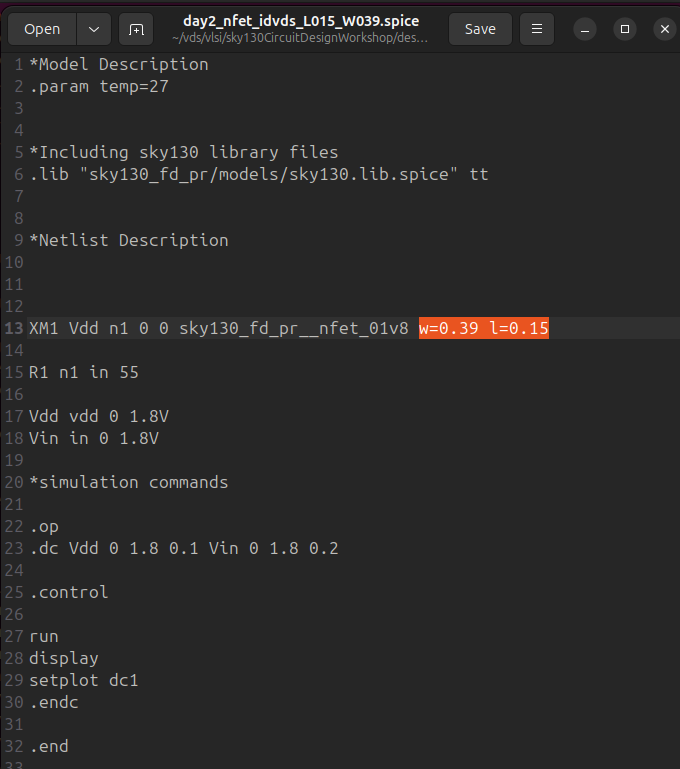 Open
day2_nfet_idvds_L015_W039.spice
~/vds/vlsi/sky130CircuitDesignWorkshop/des...
Save
1 *Model Description
2 .param temp=27
3
4
5 *Including sky130 library files
6 .lib "sky130_fd_pr/models/sky130.lib.spice" tt
7
8
9 *Netlist Description
10
11
12
13 XM1 Vdd n1 0 0 sky130_fd_pr__nfet_01v8 w=0.39 l=0.15
14
15 R1 n1 in 55
16
17 Vdd vdd 0 1.8V
18 Vin in 0 1.8V
19
20 *simulation commands
21
22 .op
23 .dc Vdd 0 1.8 0.1 Vin 0 1.8 0.2
24
25 .control
26
27 run
28 display
29 setplot dc1
30 .endc
31
32 .end
33